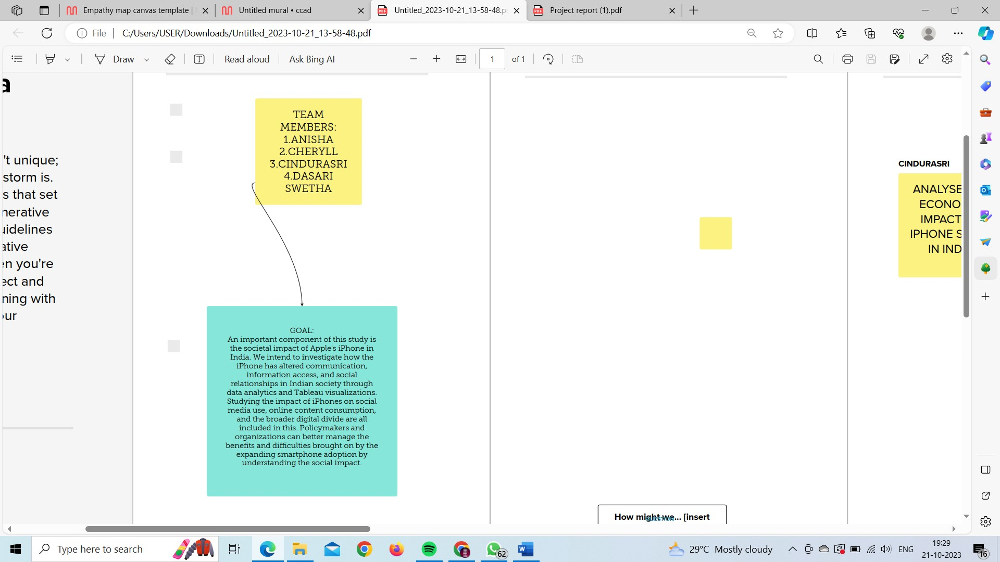 Empathy map canvas template |
Untitled mural • ccad
Untitled_2023-10-21_13-58-48.p
Project report (1).pdf
File
C:/Users/USER/Downloads/Untitled_2023-10-21_13-58-48.pdf
Draw
Read aloud
Ask Bing AI
1
of 1
a
't unique;
storm is.
s that set
nerative
uidelines
ative
en you're
ect and
ning with
our
TEAM
MEMBERS:
1.ANISHA
2.CHERYLL
3.CINDURASRI
4.DASARI
SWETHA
GOAL:
An important component of this study is
the societal impact of Apple's iPhone in
India. We intend to investigate how the
iPhone has altered communication,
information access, and social
relationships in Indian society through
data analytics and Tableau visualizations.
Studying the impact of iPhones on social
media use, online content consumption,
and the broader digital divide are all
included in this. Policymakers and
organizations can better manage the
benefits and difficulties brought on by the
expanding smartphone adoption by
understanding the social impact.
How might we... [insert
QUESTION
CINDURASRI
ANALYSE
ECONO
IMPACT
IPHONE S
IN IND
Type here to search
62
29°C Mostly cloudy
ENG
19:29
21-10-2023
16